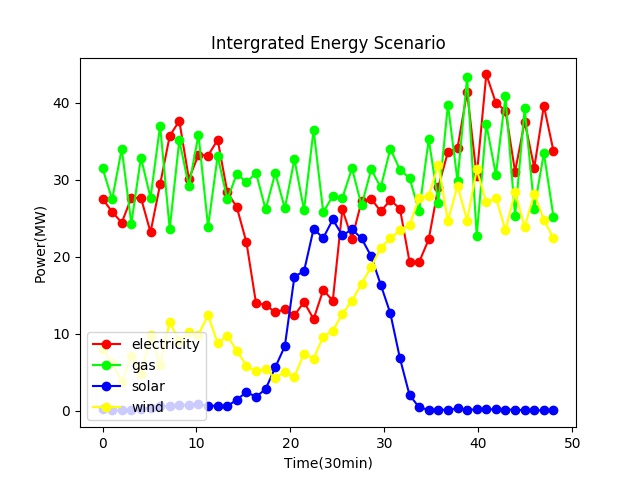 Intergrated Energy Scenario
Power(MW)
40
30
20
10
0
electricity
gas
solar
wind
0 10 20 30 40 50
Time(30min)